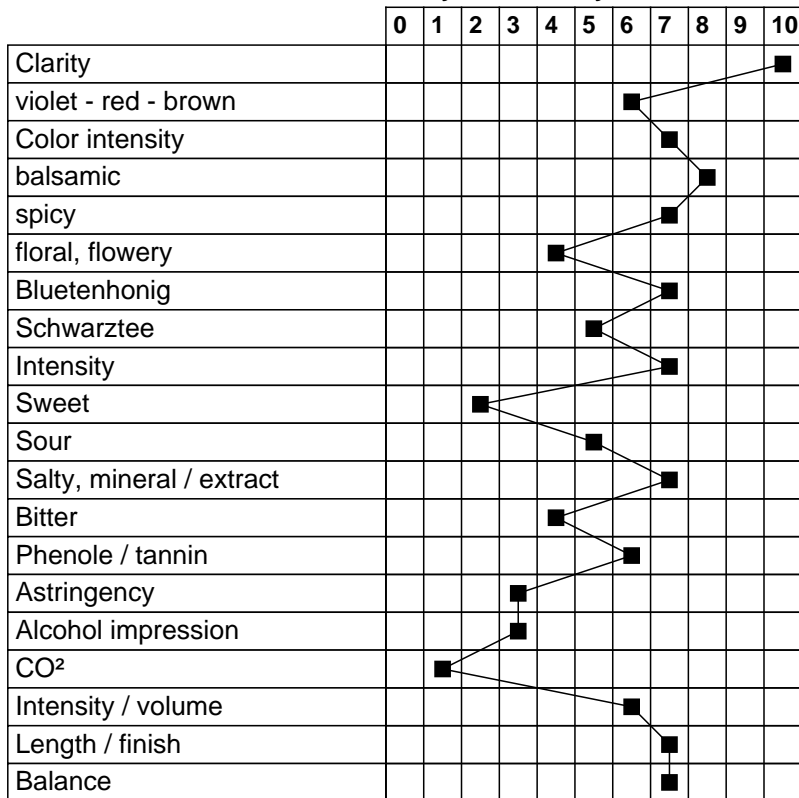 0 1 2 3 4 5 6 7 8 9 10
Clarity
violet - red - brown
Color intensity
balsamic
spicy
floral, flowery
Bluetenhonig
Schwarztee
Intensity
Sweet
Sour
Salty, mineral / extract
Bitter
Phenole / tannin
Astringency
Alcohol impression
CO²
Intensity / volume
Length / finish
Balance